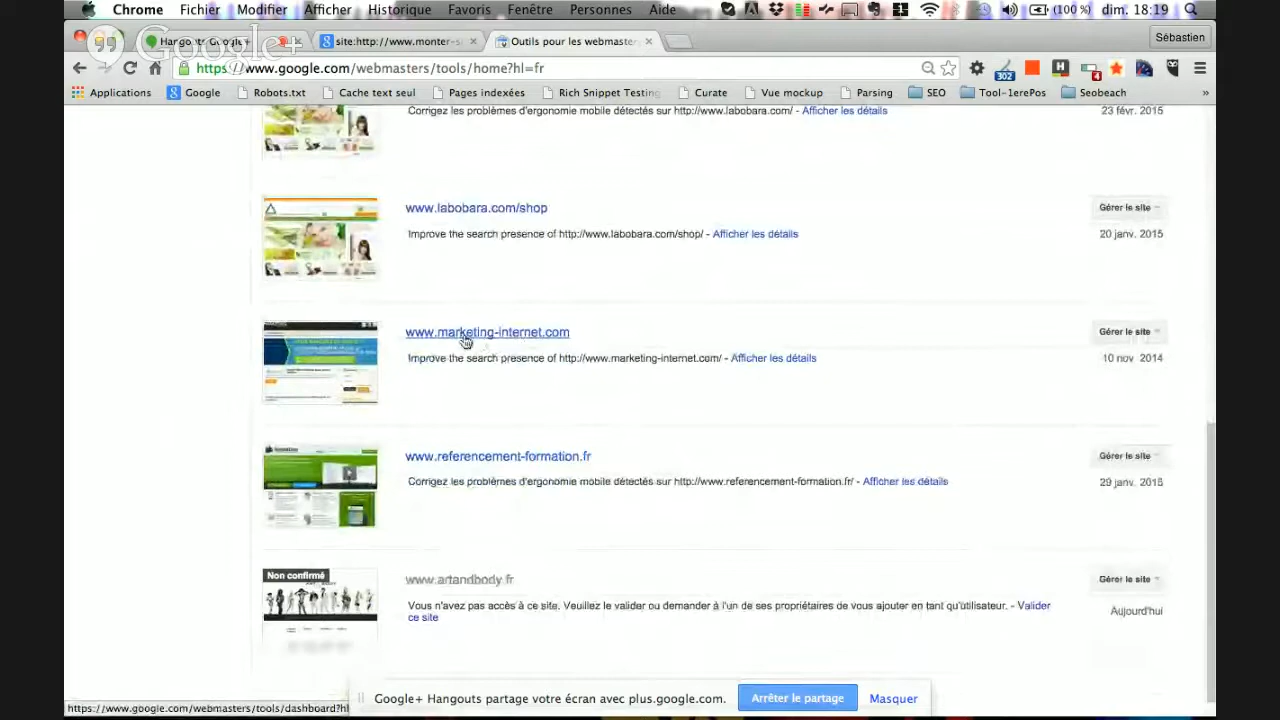 Chrome Fichier Modifier Afficher Historique Favoris Fenêtre Personnes Aide (100 %) dim. 18:19
Google+
site:http://www.monter-s
Outils pour les webmaster
Sébastien
https://www.google.com/webmasters/tools/home?hl=fr
302
4
Applications Google Robots.txt Cache text seul Pages indexées Rich Snippet Testing Curate Vue mockup Parsing SEO Tool-1erePos Seobeach »
Corrigez les problèmes d'ergonomie mobile détectés sur http://www.labobara.com/ - Afficher les détails 23 févr. 2015
www.labobara.com/shop Gérer le site
Improve the search presence of http://www.labobara.com/shop/ - Afficher les détails 20 janv. 2015
www.marketing-internet.com Gérer le site
Improve the search presence of http://www.marketing-internet.com/ - Afficher les détails 10 nov. 2014
www.referencement-formation.fr Gérer le site
Corrigez les problèmes d'ergonomie mobile détectés sur http://www.referencement-formation.fr/ - Afficher les détails 29 janv. 2015
Non confirmé
www.artandbody.fr Gérer le site
Vous n'avez pas accès à ce site. Veuillez le valider ou demander à l'un de ses propriétaires de vous ajouter en tant qu'utilisateur. - Valider
ce site
Aujourd'hui
Google+ Hangouts partage votre écran avec plus.google.com. Arrêter le partage Masquer
https://www.google.com/webmasters/tools/dashboard?hl